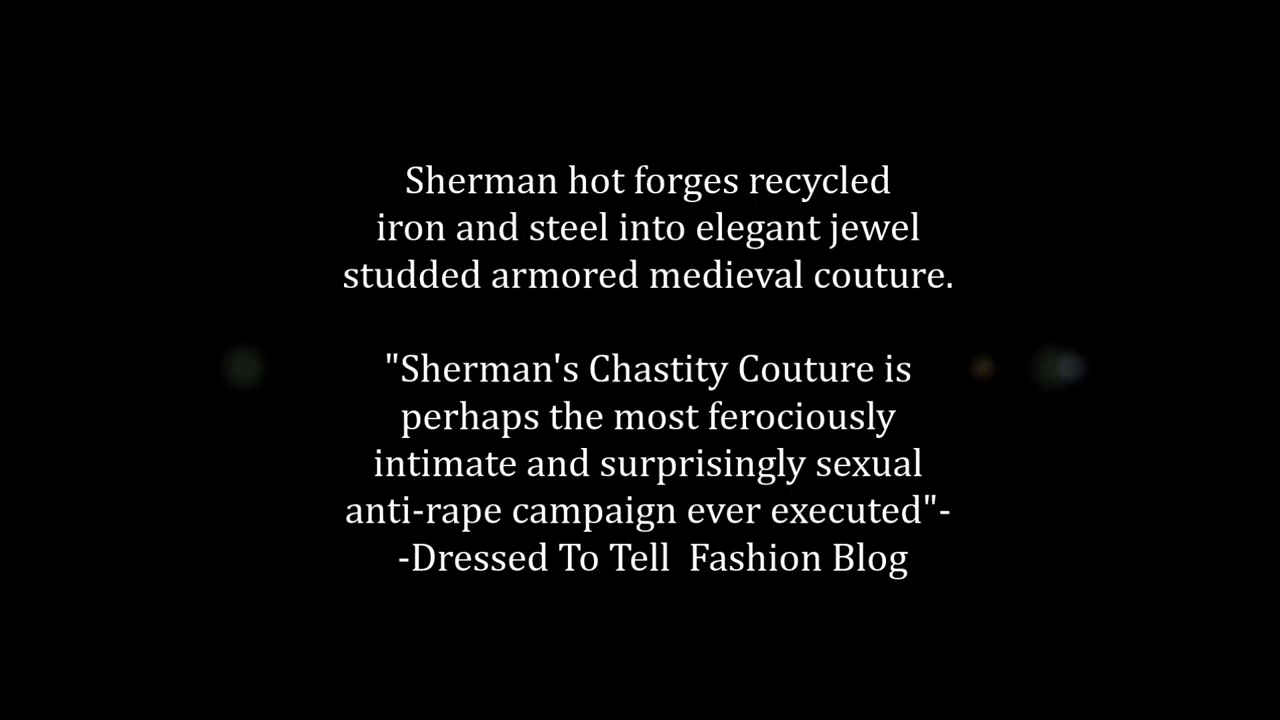 Sherman hot forges recycled
iron and steel into elegant jewel
studded armored medieval couture.
"Sherman's Chastity Couture is
perhaps the most ferociously
intimate and surprisingly sexual
anti-rape campaign ever executed"-
-Dressed To Tell  Fashion Blog